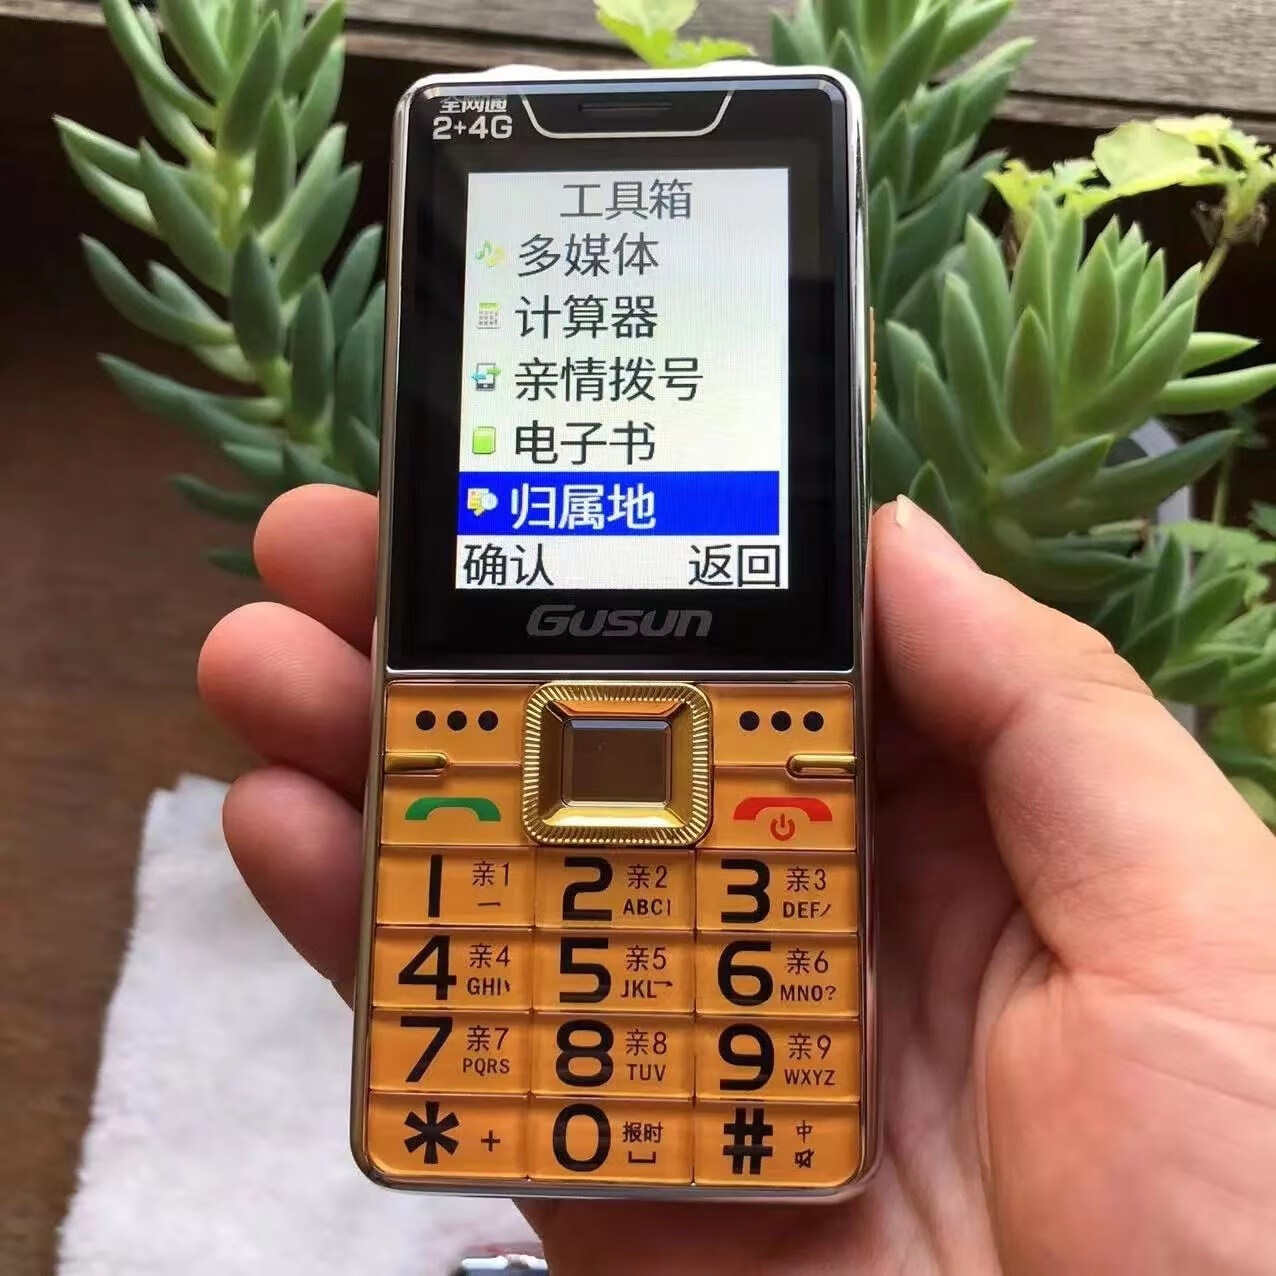 全网通
2+4G
工具箱
多媒体
计算器
亲情拨号
电子书
归属地
确认 返回
GUSUN
1 亲1
2 亲2 ABC
3 亲3 DEF
4 亲4 GHI
5 亲5 JKL
6 亲6 MNO?
7 亲7 PQRS
8 亲8 TUV
9 亲9 WXYZ
* +
0 报时
# 中